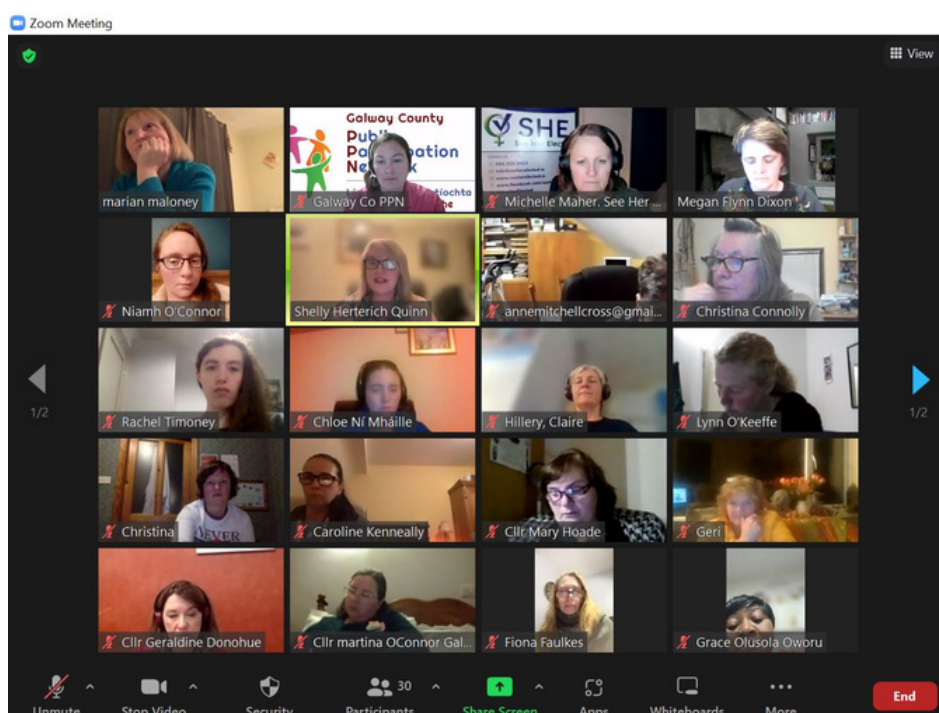 Zoom Meeting
View
marian maloney
Galway County
Public
Participation
Network
Galway Co PPN
SHE
See Her Elected
Michelle Maher. See Her ...
Megan Flynn Dixon
Niamh O'Connor
Shelly Herterich Quinn
annemitchellcross@gmai...
Christina Connolly
1/2
1/2
Rachel Timoney
Chloe Ní Mháille
Hillery, Claire
Lynn O'Keeffe
Christina
Caroline Kenneally
Cllr Mary Hoade
Geri
Cllr Geraldine Donohue
Cllr martina OConnor Gal...
Fiona Faulkes
Grace Olusola Oworu
30
End
Unmute
Stop Video
Security
Participants
Share Screen
Apps
Whiteboards
More